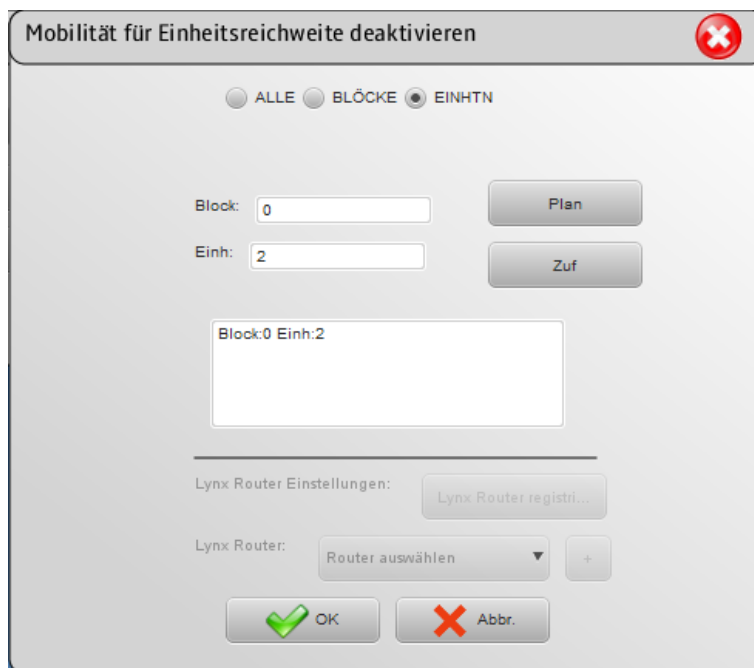 Mobilität für Einheitsreichweite deaktivieren
ALLE BLÖCKE EINHTN
Block: 0 Plan
Einh: 2 Zuf
Block:0 Einh:2
Lynx Router Einstellungen: Lynx Router registri...
Lynx Router: Router auswählen +
OK Abbr.